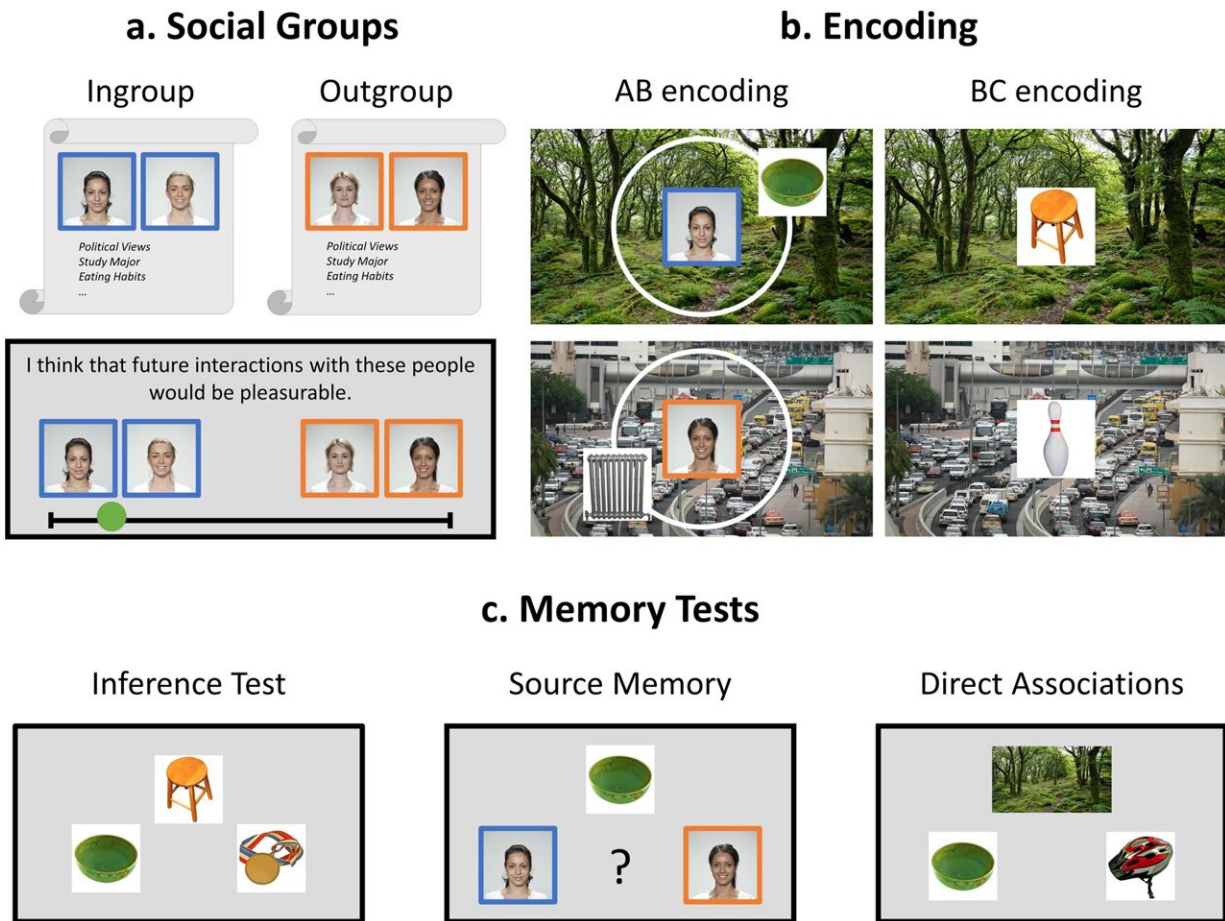 a. Social Groups
b. Encoding
Ingroup
Outgroup
AB encoding
BC encoding
Political Views
Study Major
Eating Habits
...
Political Views
Study Major
Eating Habits
...
I think that future interactions with these people
would be pleasurable.
c. Memory Tests
Inference Test
Source Memory
Direct Associations
?